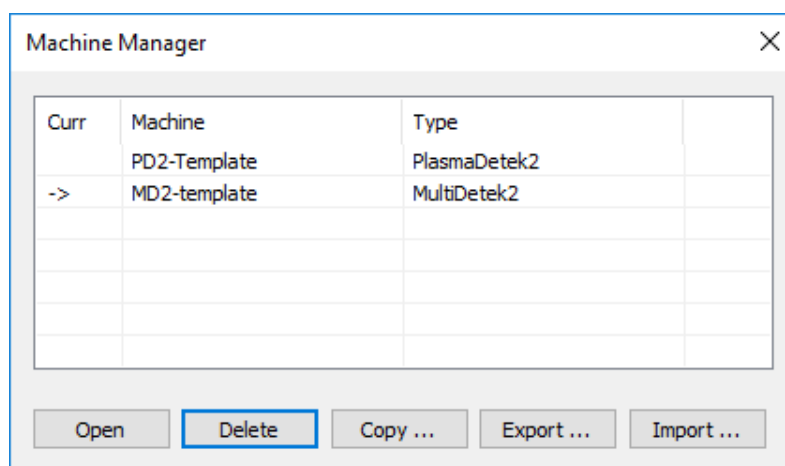 Machine Manager
Curr Machine Type
PD2-Template PlasmaDetek2
-> MD2-template MultiDetek2
Open Delete Copy ... Export ... Import ...